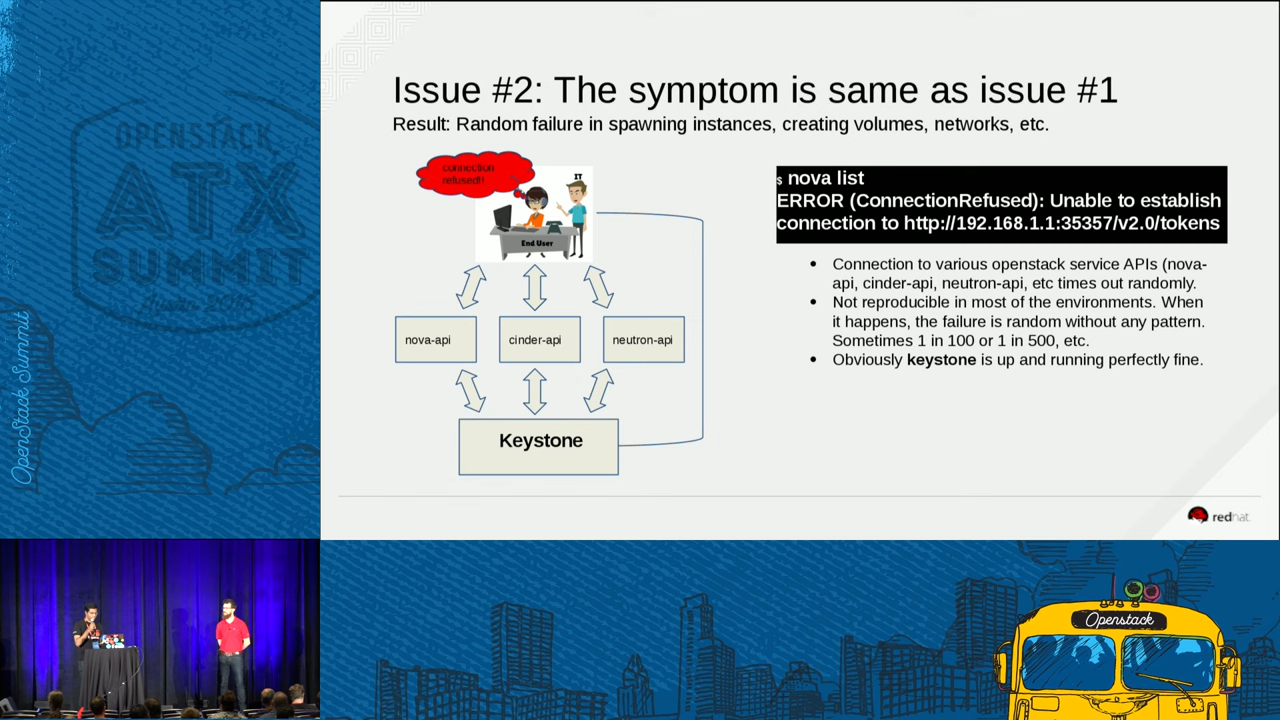 OPENSTACK
ATX
SUMMIT
Austin
OpenStack Summit
Issue #2: The symptom is same as issue #1
Result: Random failure in spawning instances, creating volumes, networks, etc.
connection
refused!!
IT
End User
nova-api
cinder-api
neutron-api
Keystone
$ nova list
ERROR (ConnectionRefused): Unable to establish
connection to http://192.168.1.1:35357/v2.0/tokens
• Connection to various openstack service APIs (nova-
api, cinder-api, neutron-api, etc times out randomly.
• Not reproducible in most of the environments. When
it happens, the failure is random without any pattern.
Sometimes 1 in 100 or 1 in 500, etc.
• Obviously keystone is up and running perfectly fine.
redhat
Openstack